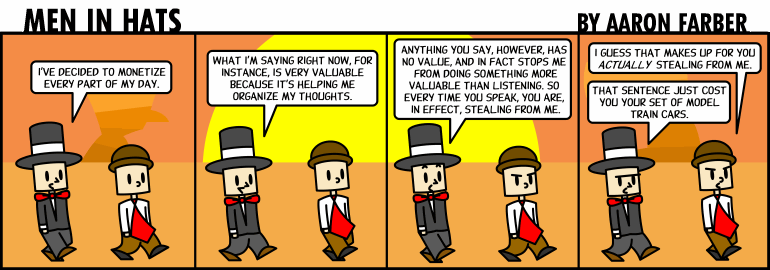 MEN IN HATS
BY AARON FARBER
I'VE DECIDED TO MONETIZE
EVERY PART OF MY DAY.
WHAT I'M SAYING RIGHT NOW, FOR
INSTANCE, IS VERY VALUABLE
BECAUSE IT'S HELPING ME
ORGANIZE MY THOUGHTS.
ANYTHING YOU SAY, HOWEVER, HAS
NO VALUE, AND IN FACT STOPS ME
FROM DOING SOMETHING MORE
VALUABLE THAN LISTENING. SO
EVERY TIME YOU SPEAK, YOU ARE,
IN EFFECT, STEALING FROM ME.
I GUESS THAT MAKES UP FOR YOU
ACTUALLY STEALING FROM ME.
THAT SENTENCE JUST COST
YOU YOUR SET OF MODEL
TRAIN CARS.